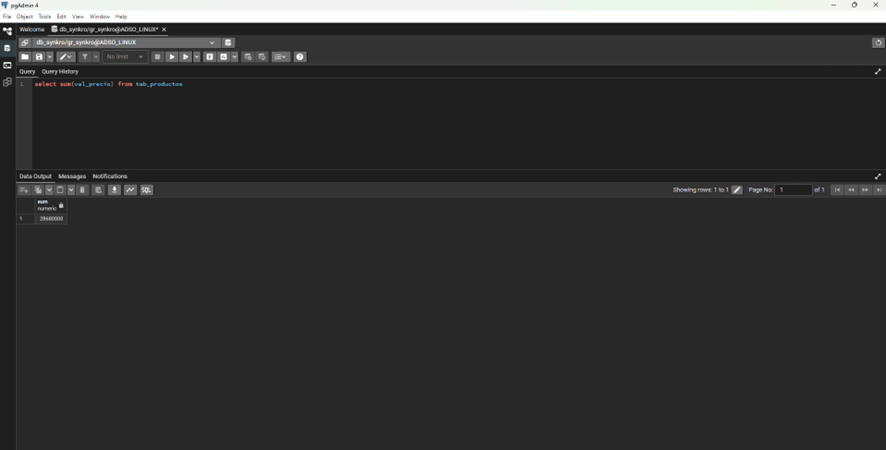 pgAdmin 4
File Object Tools Edit View Window Help
Welcome db_synkro/gr_synkro@ADSO_LINUX* ×
db_synkro/gr_synkro@ADSO_LINUX
No limit
Query Query History
1 select sum(val_precio) from tab_productos
Data Output Messages Notifications
SQL Showing rows: 1 to 1 Page No: 1 of 1
sum
numeric
1 28680000